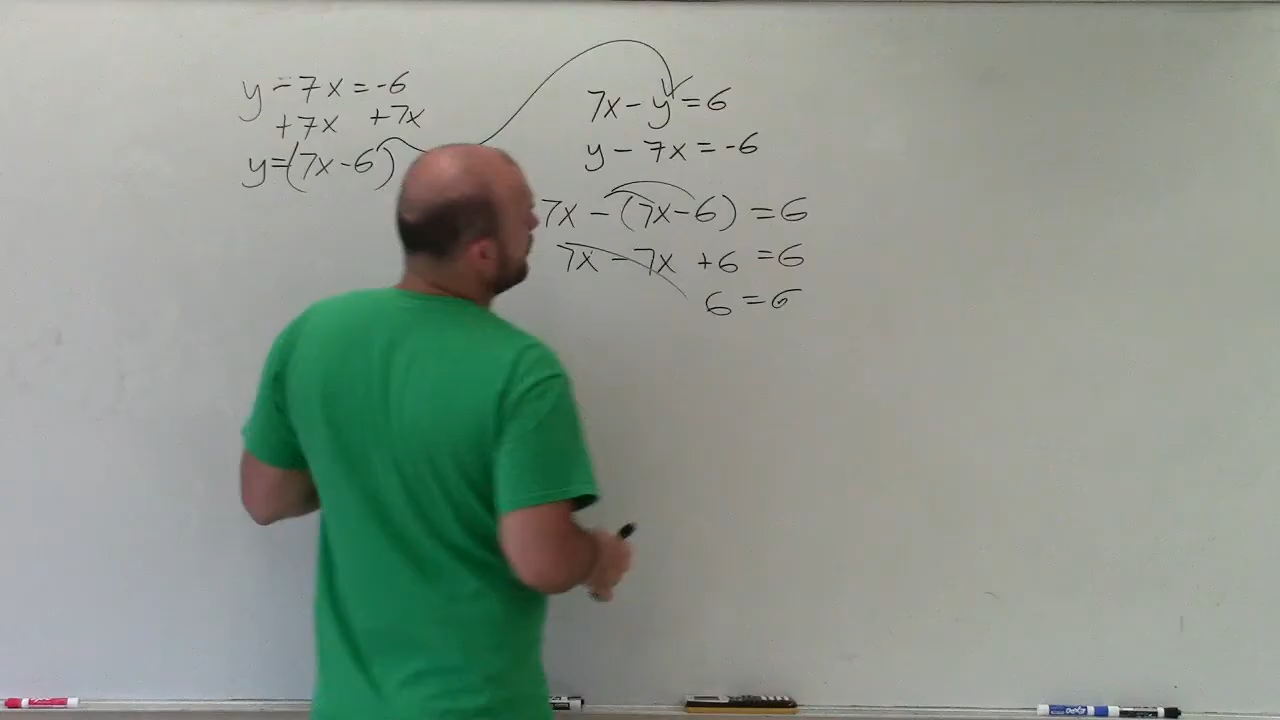 y - 7x = -6
+7x +7x
y = (7x - 6)
7x - y = 6
y - 7x = -6
7x - (7x - 6) = 6
7x - 7x + 6 = 6
6 = 6